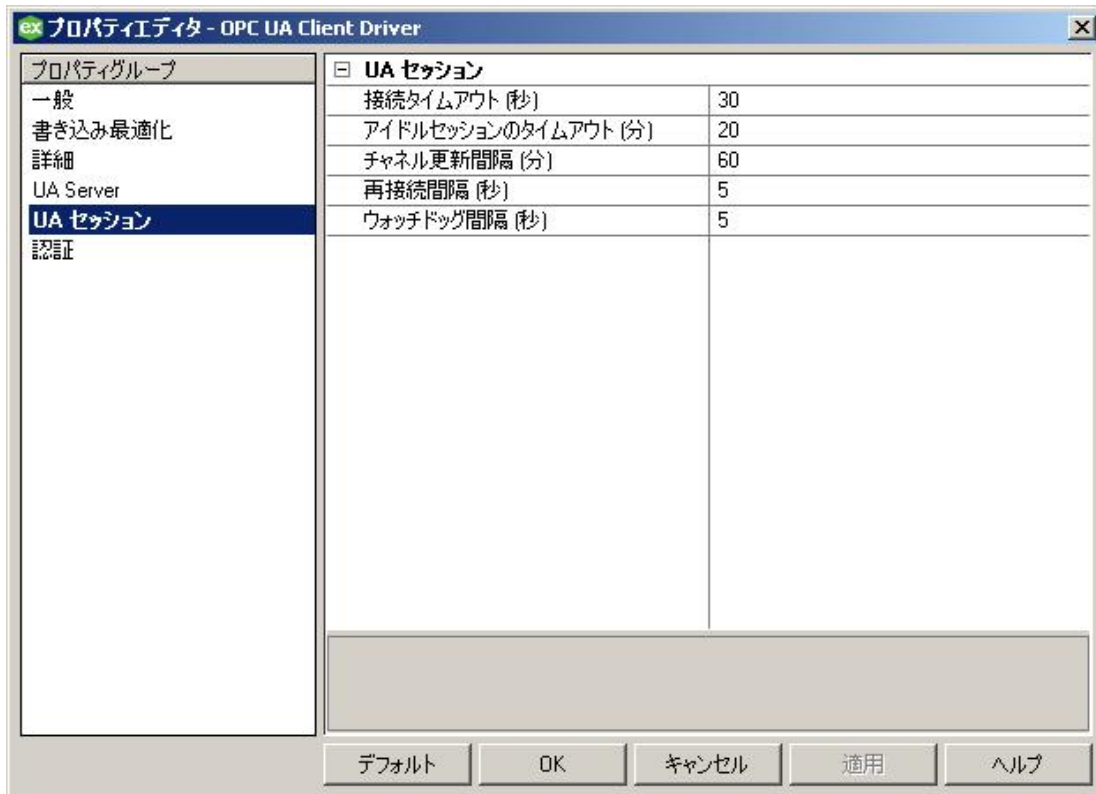 ex プロパティエディタ - OPC UA Client Driver
プロパティグループ
一般
書き込み最適化
詳細
UA Server
UA セッション
認証
UA セッション
接続タイムアウト (秒) 30
アイドルセッションのタイムアウト (分) 20
チャネル更新間隔 (分) 60
再接続間隔 (秒) 5
ウォッチドッグ間隔 (秒) 5
デフォルト OK キャンセル 適用 ヘルプ